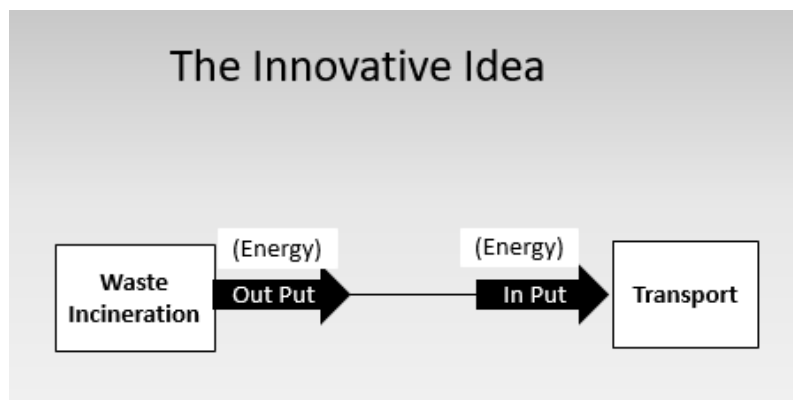 The Innovative Idea
(Energy)
(Energy)
Waste
Incineration
Out Put
In Put
Transport